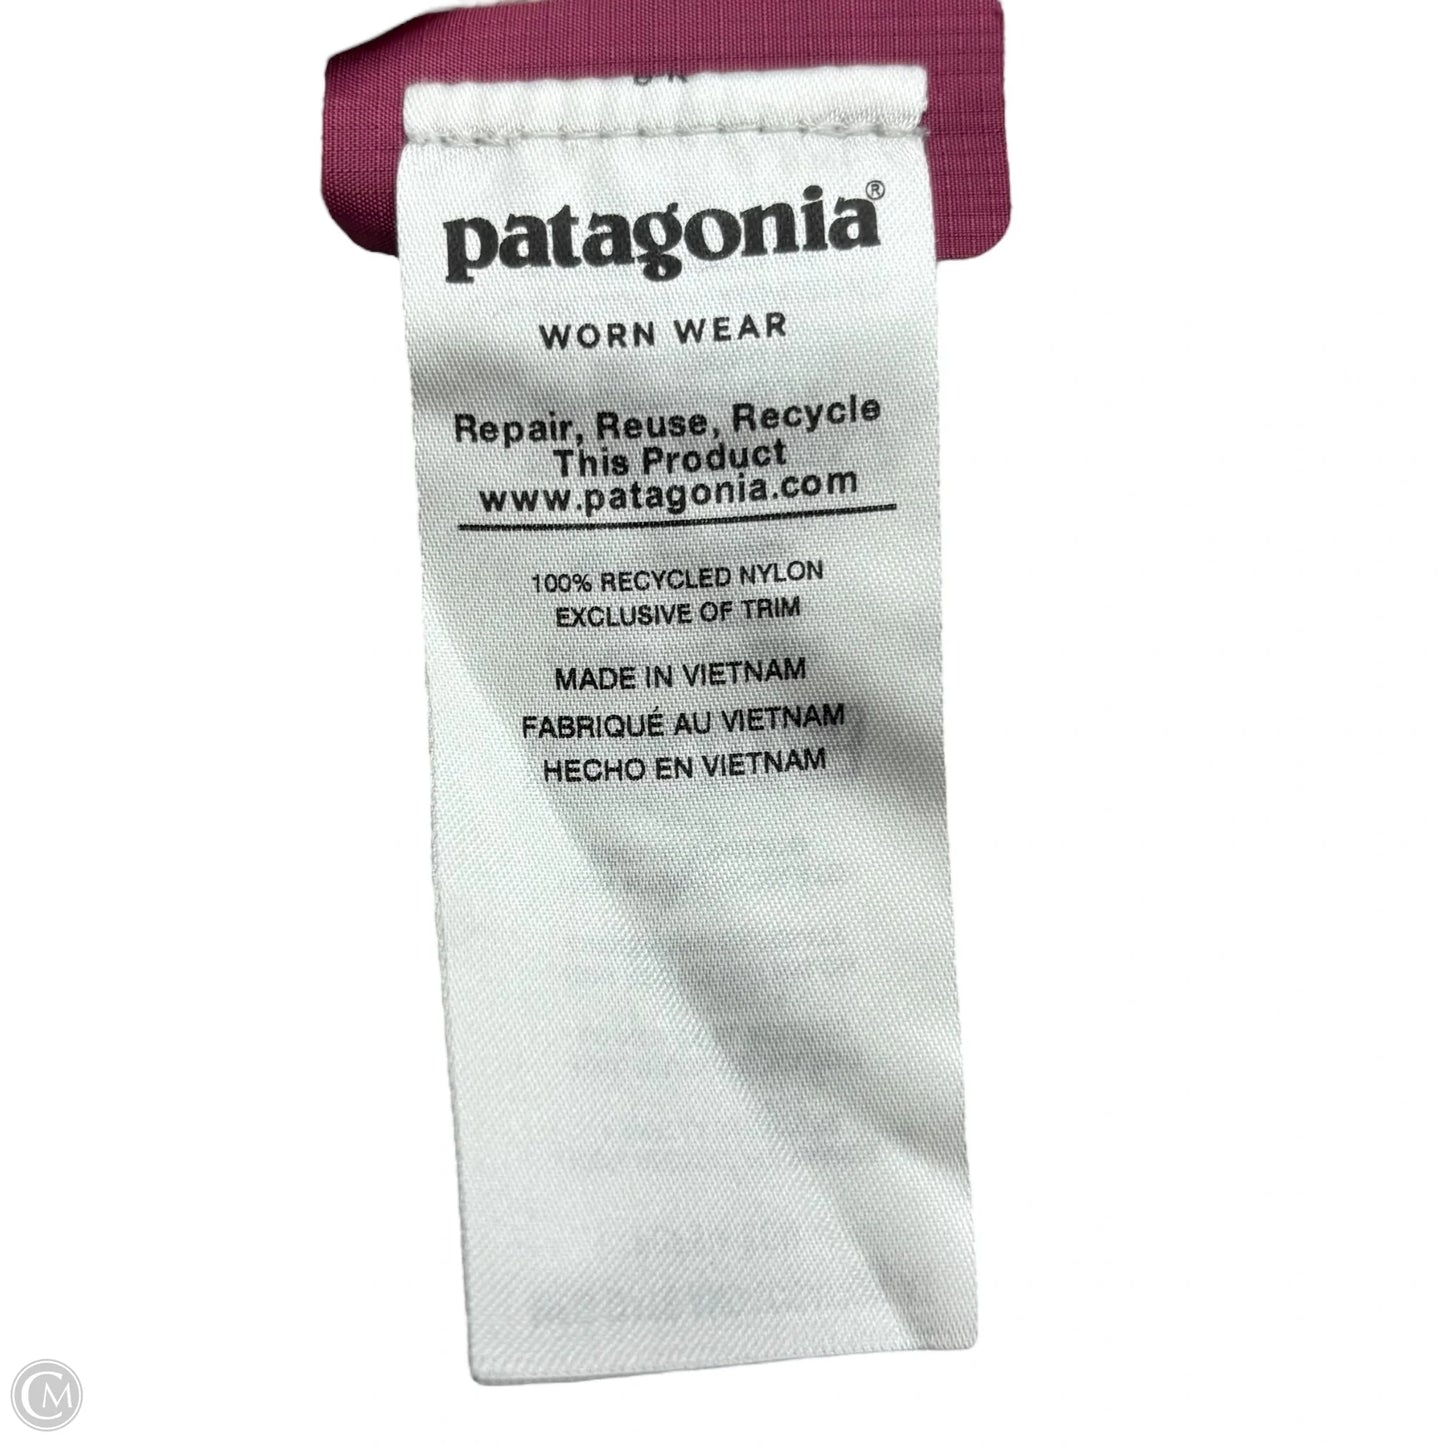 patagonia®
WORN WEAR
Repair, Reuse, Recycle
This Product
www.patagonia.com
100% RECYCLED NYLON
EXCLUSIVE OF TRIM
MADE IN VIETNAM
FABRIQUÉ AU VIETNAM
HECHO EN VIETNAM
CM